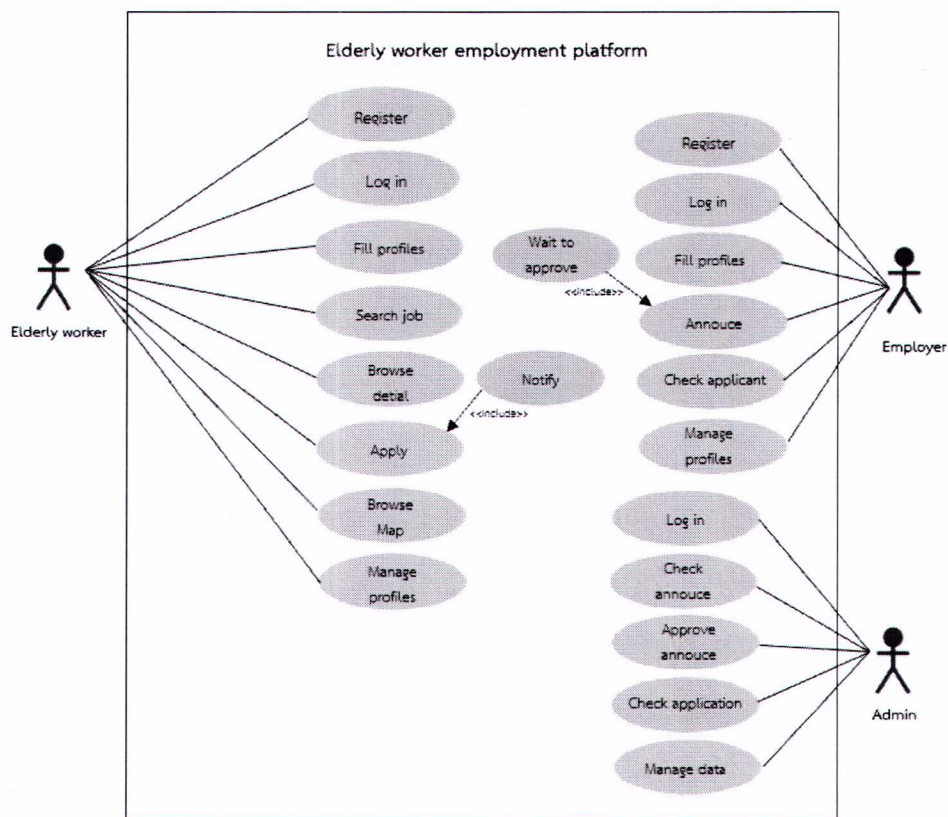 Elderly worker employment platform
Register
Log in
Fill profiles
Search job
Browse
detial
Apply
Browse
Map
Manage
profiles
Elderly worker
Wait to
approve
<<include>>
Notify
<<include>>
Register
Log in
Fill profiles
Annouce
Check applicant
Manage
profiles
Employer
Log in
Check
annouce
Approve
annouce
Check application
Manage data
Admin